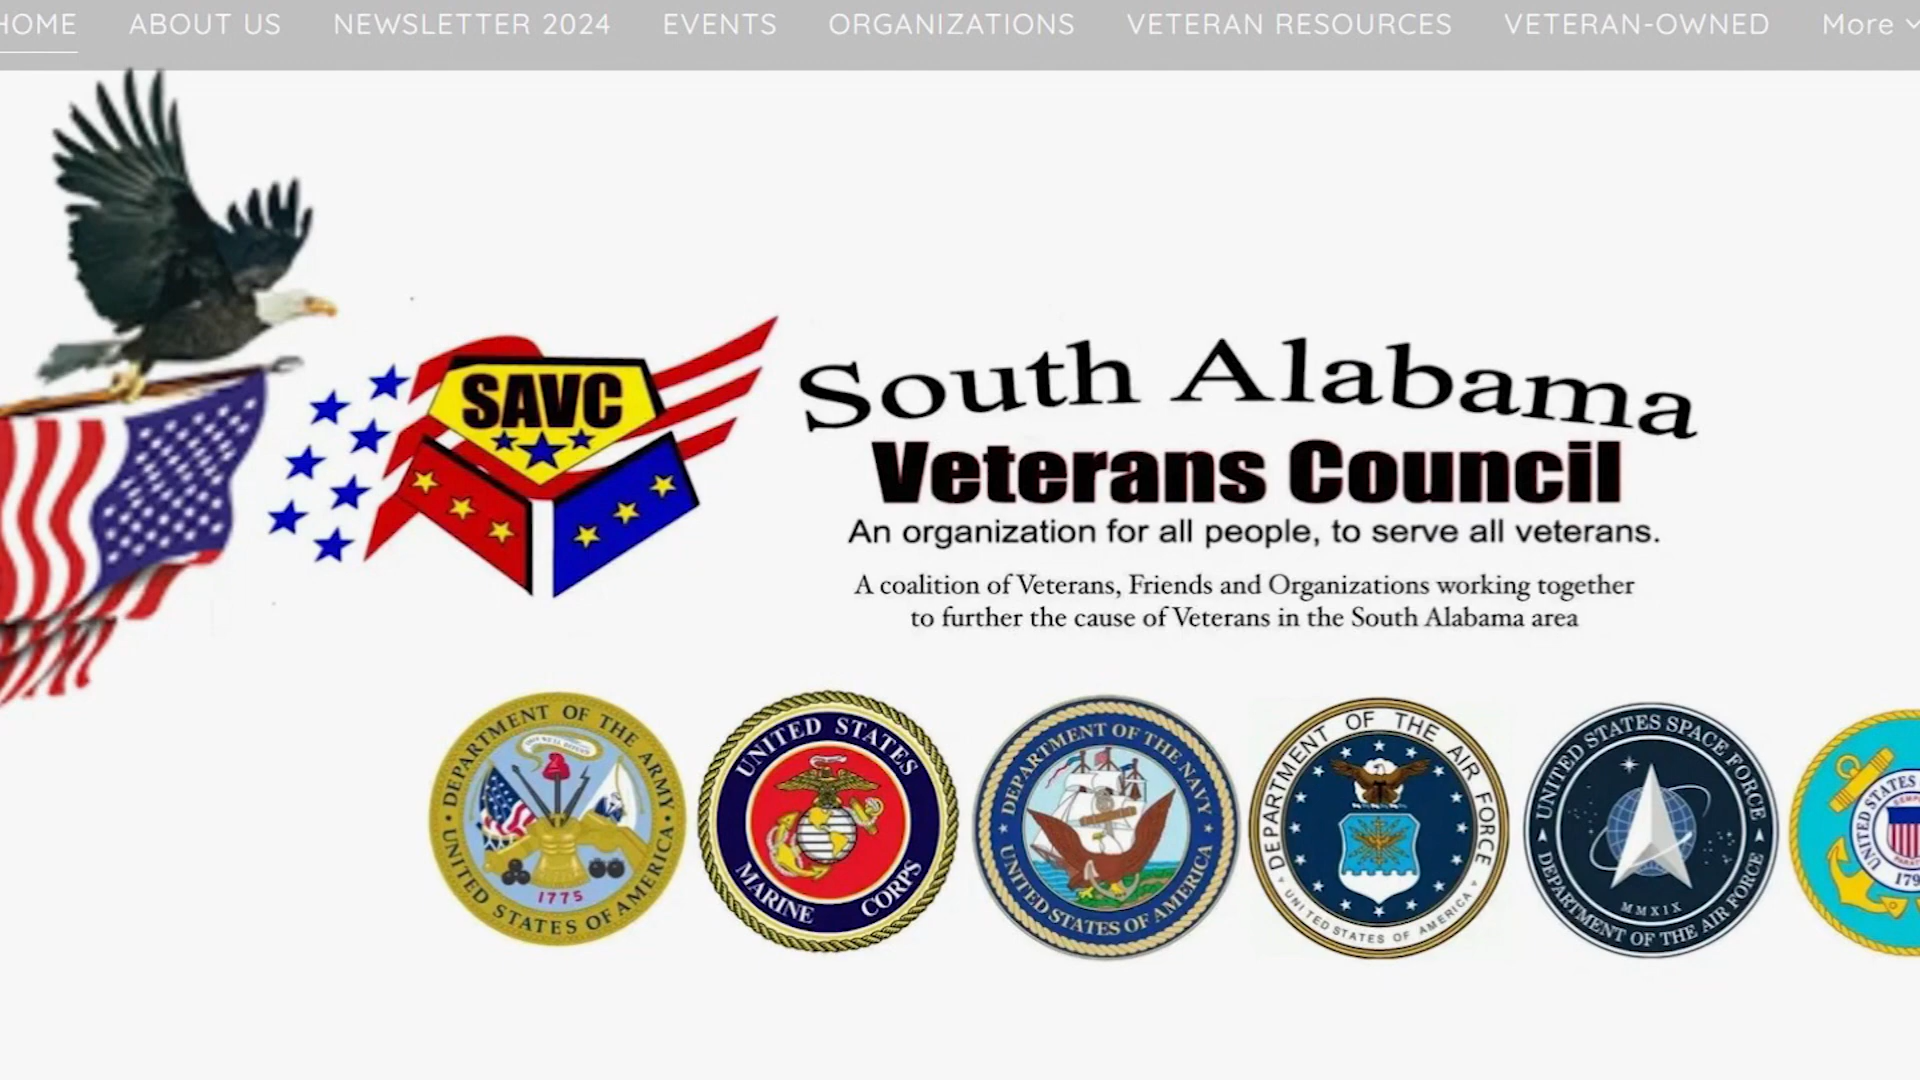 HOME ABOUT US NEWSLETTER 2024 EVENTS ORGANIZATIONS VETERAN RESOURCES VETERAN-OWNED More
SAVC
South Alabama
Veterans Council
An organization for all people, to serve all veterans.
A coalition of Veterans, Friends and Organizations working together
to further the cause of Veterans in the South Alabama area
DEPARTMENT OF THE ARMY
UNITED STATES OF AMERICA
1775
UNITED STATES
MARINE CORPS
DEPARTMENT OF THE NAVY
UNITED STATES OF AMERICA
DEPARTMENT OF THE AIR FORCE
UNITED STATES OF AMERICA
UNITED STATES SPACE FORCE
MMXIX
DEPARTMENT OF THE AIR FORCE
UNITED STATES
179